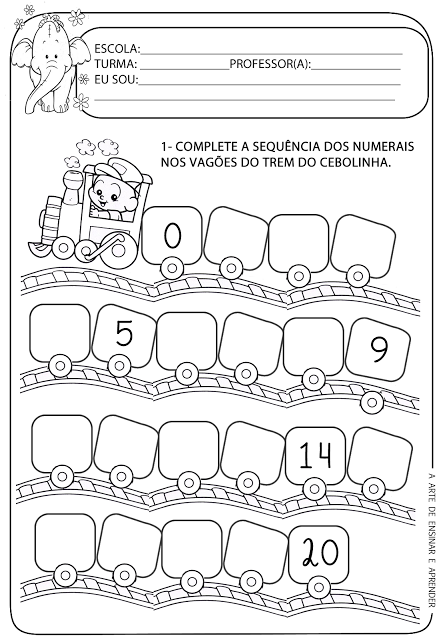 ESCOLA:
TURMA: PROFESSOR(A):
EU SOU:
1- COMPLETE A SEQUÊNCIA DOS NUMERAIS
NOS VAGÕES DO TREM DO CEBOLINHA.
0
5 9
14
20
A ARTE DE ENSINAR E APRENDER